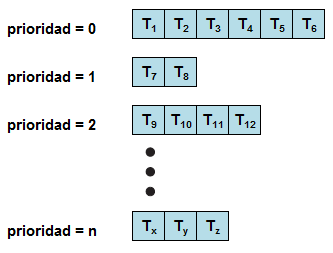 prioridad = 0 T1 T2 T3 T4 T5 T6
prioridad = 1 T7 T8
prioridad = 2 T9 T10 T11 T12
prioridad = n Tx Ty Tz